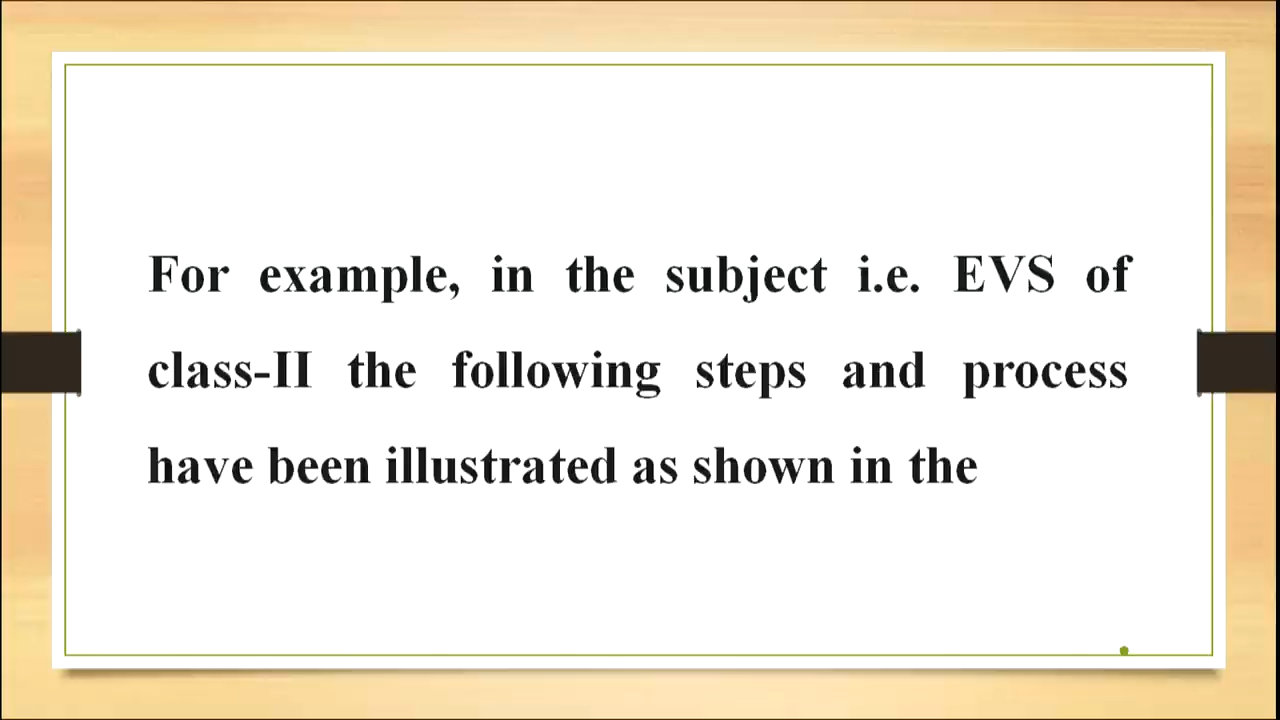 For example, in the subject i.e. EVS of
class-II the following steps and process
have been illustrated as shown in the